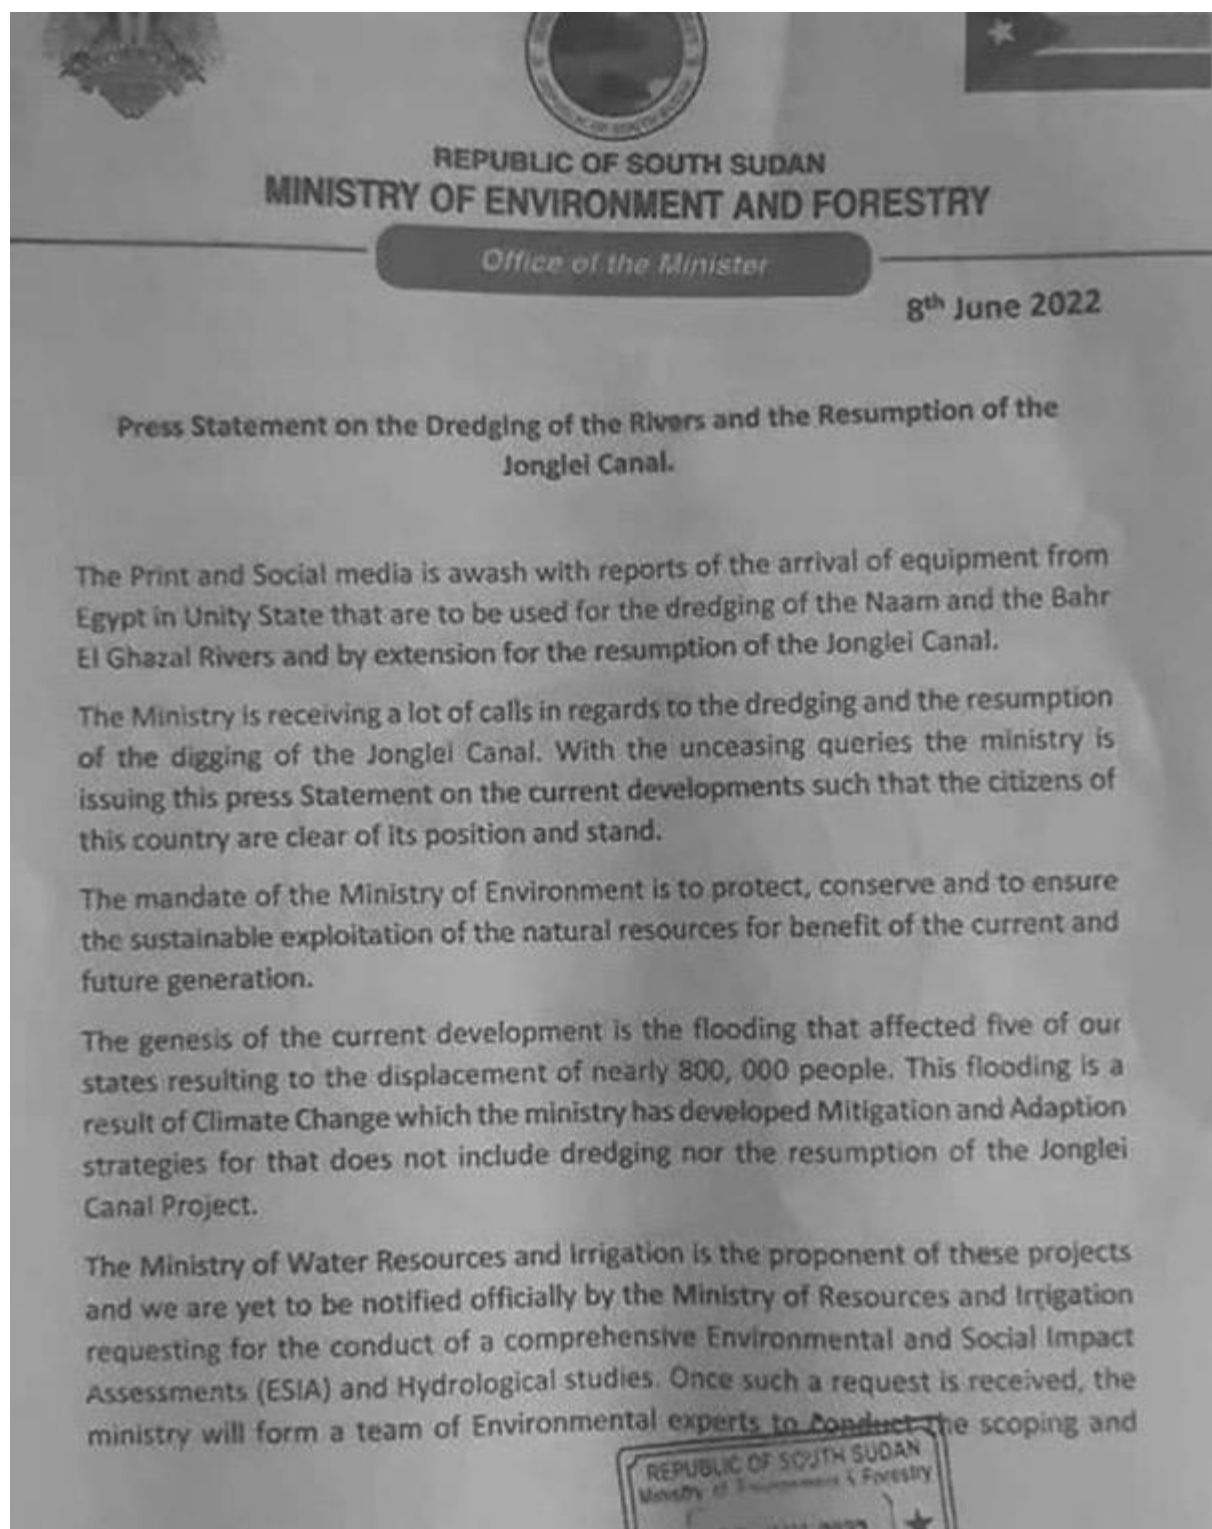 REPUBLIC OF SOUTH SUDAN
MINISTRY OF ENVIRONMENT AND FORESTRY
Office of the Minister
8th June 2022
Press Statement on the Dredging of the Rivers and the Resumption of the
Jonglei Canal.
The Print and Social media is awash with reports of the arrival of equipment from
Egypt in Unity State that are to be used for the dredging of the Naam and the Bahr
El Ghazal Rivers and by extension for the resumption of the Jonglei Canal.
The Ministry is receiving a lot of calls in regards to the dredging and the resumption
of the digging of the Jonglei Canal. With the unceasing queries the ministry is
issuing this press Statement on the current developments such that the citizens of
this country are clear of its position and stand.
The mandate of the Ministry of Environment is to protect, conserve and to ensure
the sustainable exploitation of the natural resources for benefit of the current and
future generation.
The genesis of the current development is the flooding that affected five of our
states resulting to the displacement of nearly 800, 000 people. This flooding is a
result of Climate Change which the ministry has developed Mitigation and Adaption
strategies for that does not include dredging nor the resumption of the Jonglei
Canal Project.
The Ministry of Water Resources and Irrigation is the proponent of these projects
and we are yet to be notified officially by the Ministry of Resources and Irrigation
requesting for the conduct of a comprehensive Environmental and Social Impact
Assessments (ESIA) and Hydrological studies. Once such a request is received, the
ministry will form a team of Environmental experts to conduct the scoping and
REPUBLIC OF SOUTH SUDAN
Ministry of Environment & Forestry